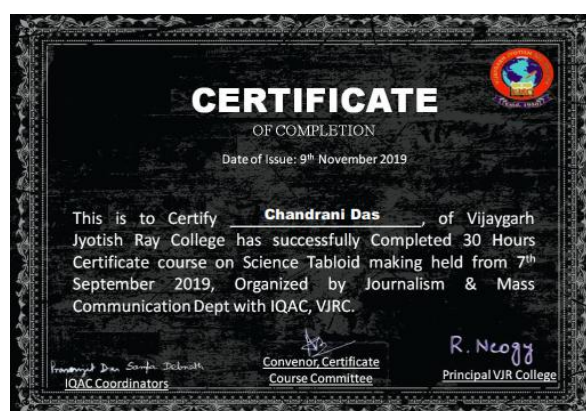 CERTIFICATE
OF COMPLETION
Date of Issue: 9th November 2019
This is to Certify Chandrani Das, of Vijaygarh
Jyotish Ray College has successfully Completed 30 Hours
Certificate course on Science Tabloid making held from 7th
September 2019, Organized by Journalism & Mass
Communication Dept with IQAC, VJRC.
R. Neogy
IQAC Coordinators
Convenor, Certificate
Course Committee
Principal VJR College